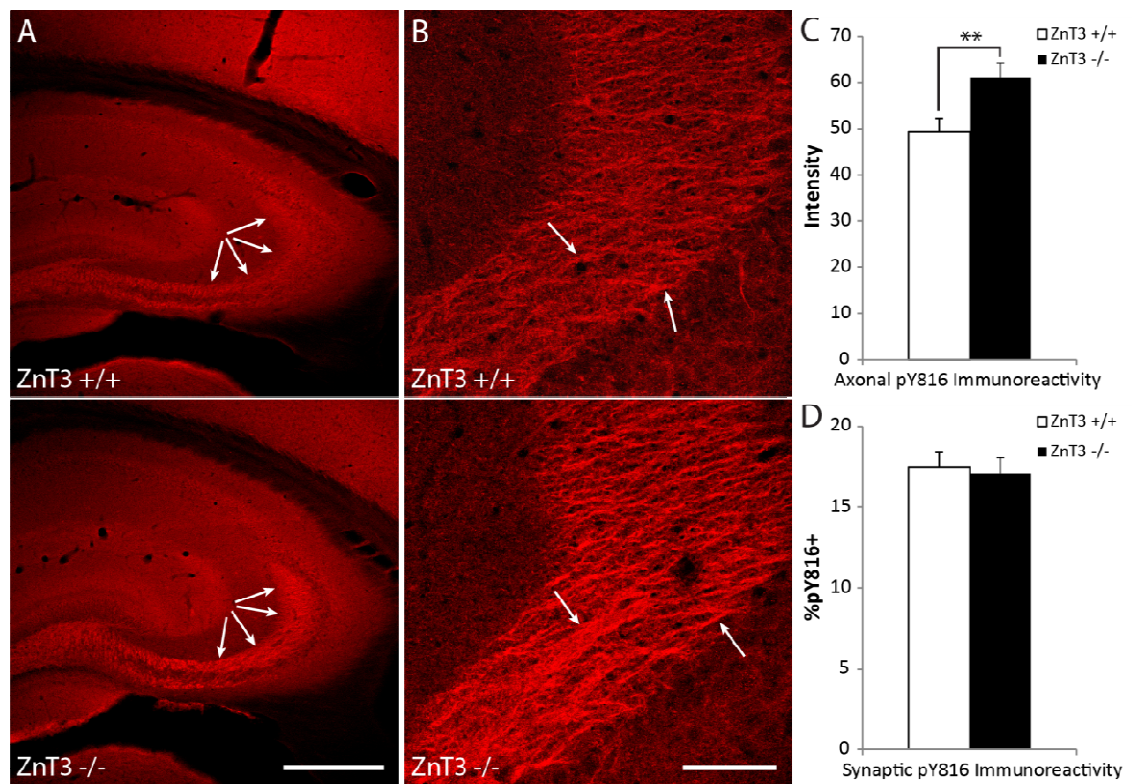 A
ZnT3 +/+
ZnT3 -/-
B
ZnT3 +/+
ZnT3 -/-
C
ZnT3 +/+
ZnT3 -/-
**
Intensity
70
60
50
40
30
20
10
0
Axonal pY816 Immunoreactivity
D
ZnT3 +/+
ZnT3 -/-
%pY816+
20
15
10
5
0
Synaptic pY816 Immunoreactivity